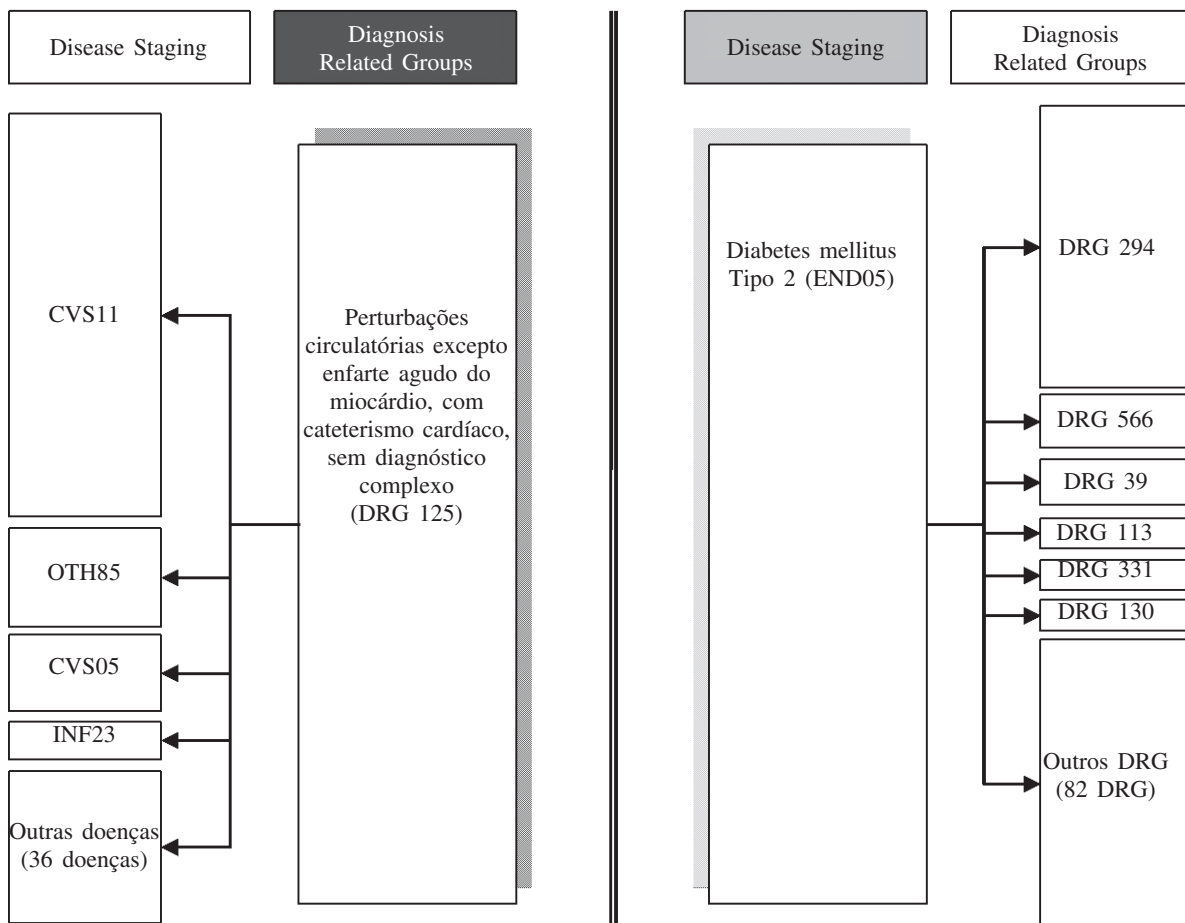 Disease Staging
Diagnosis
Related Groups
CVS11
OTH85
CVS05
INF23
Outras doenças
(36 doenças)
Perturbações
circulatórias excepto
enfarte agudo do
miocárdio, com
cateterismo cardíaco,
sem diagnóstico
complexo
(DRG 125)
Disease Staging
Diagnosis
Related Groups
Diabetes mellitus
Tipo 2 (END05)
DRG 294
DRG 566
DRG 39
DRG 113
DRG 331
DRG 130
Outros DRG
(82 DRG)